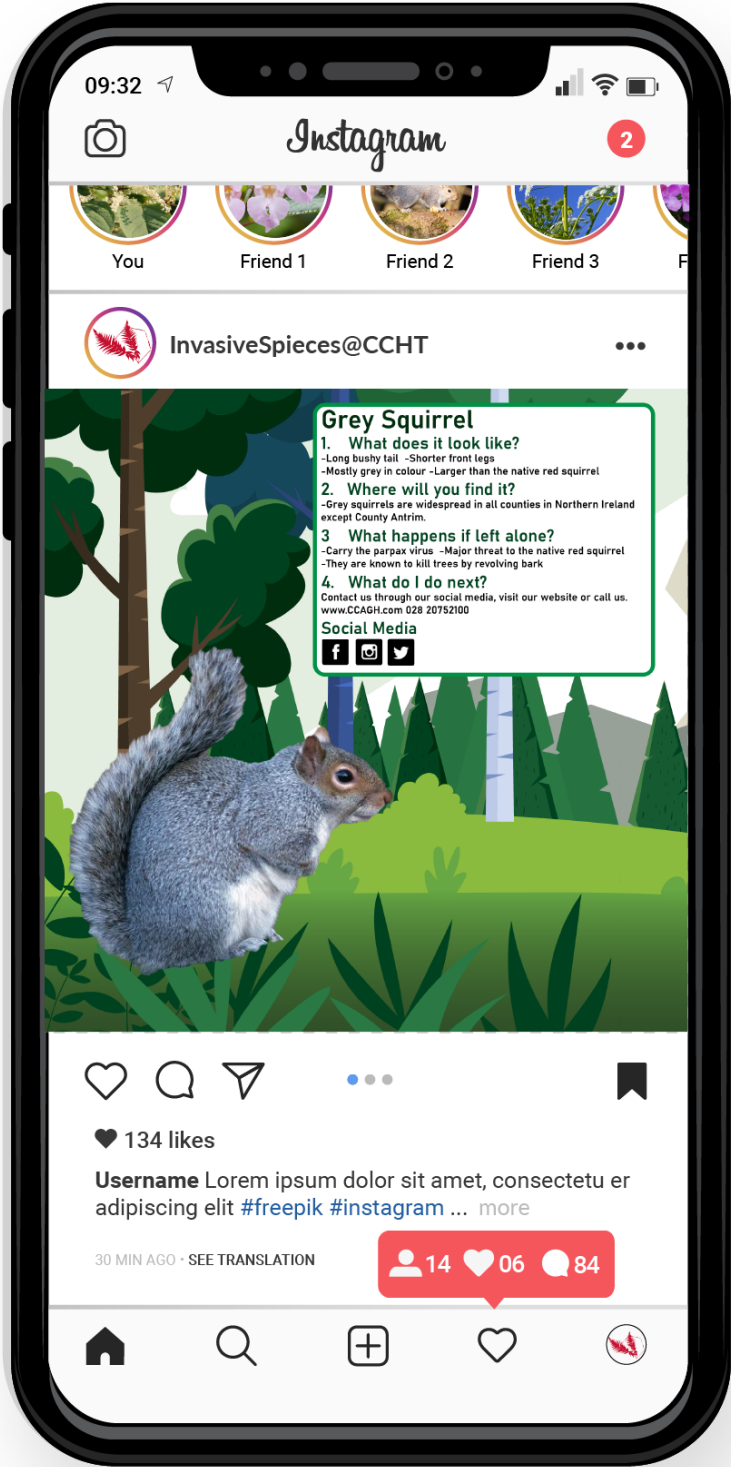 09:32
Instagram
2
You
Friend 1
Friend 2
Friend 3
F
InvasiveSpieces@CCHT
Grey Squirrel
1. What does it look like?
-Long bushy tail -Shorter front legs
-Mostly grey in colour -Larger than the native red squirrel
2. Where will you find it?
-Grey squirrels are widespread in all counties in Northern Ireland
except County Antrim.
3 What happens if left alone?
-Carry the parpax virus -Major threat to the native red squirrel
-They are known to kill trees by revolving bark
4. What do I do next?
Contact us through our social media, visit our website or call us.
www.CCAGH.com 028 20752100
Social Media
134 likes
Username Lorem ipsum dolor sit amet, consectetu er
adipiscing elit #freepik #instagram ... more
30 MIN AGO · SEE TRANSLATION
14 06 84